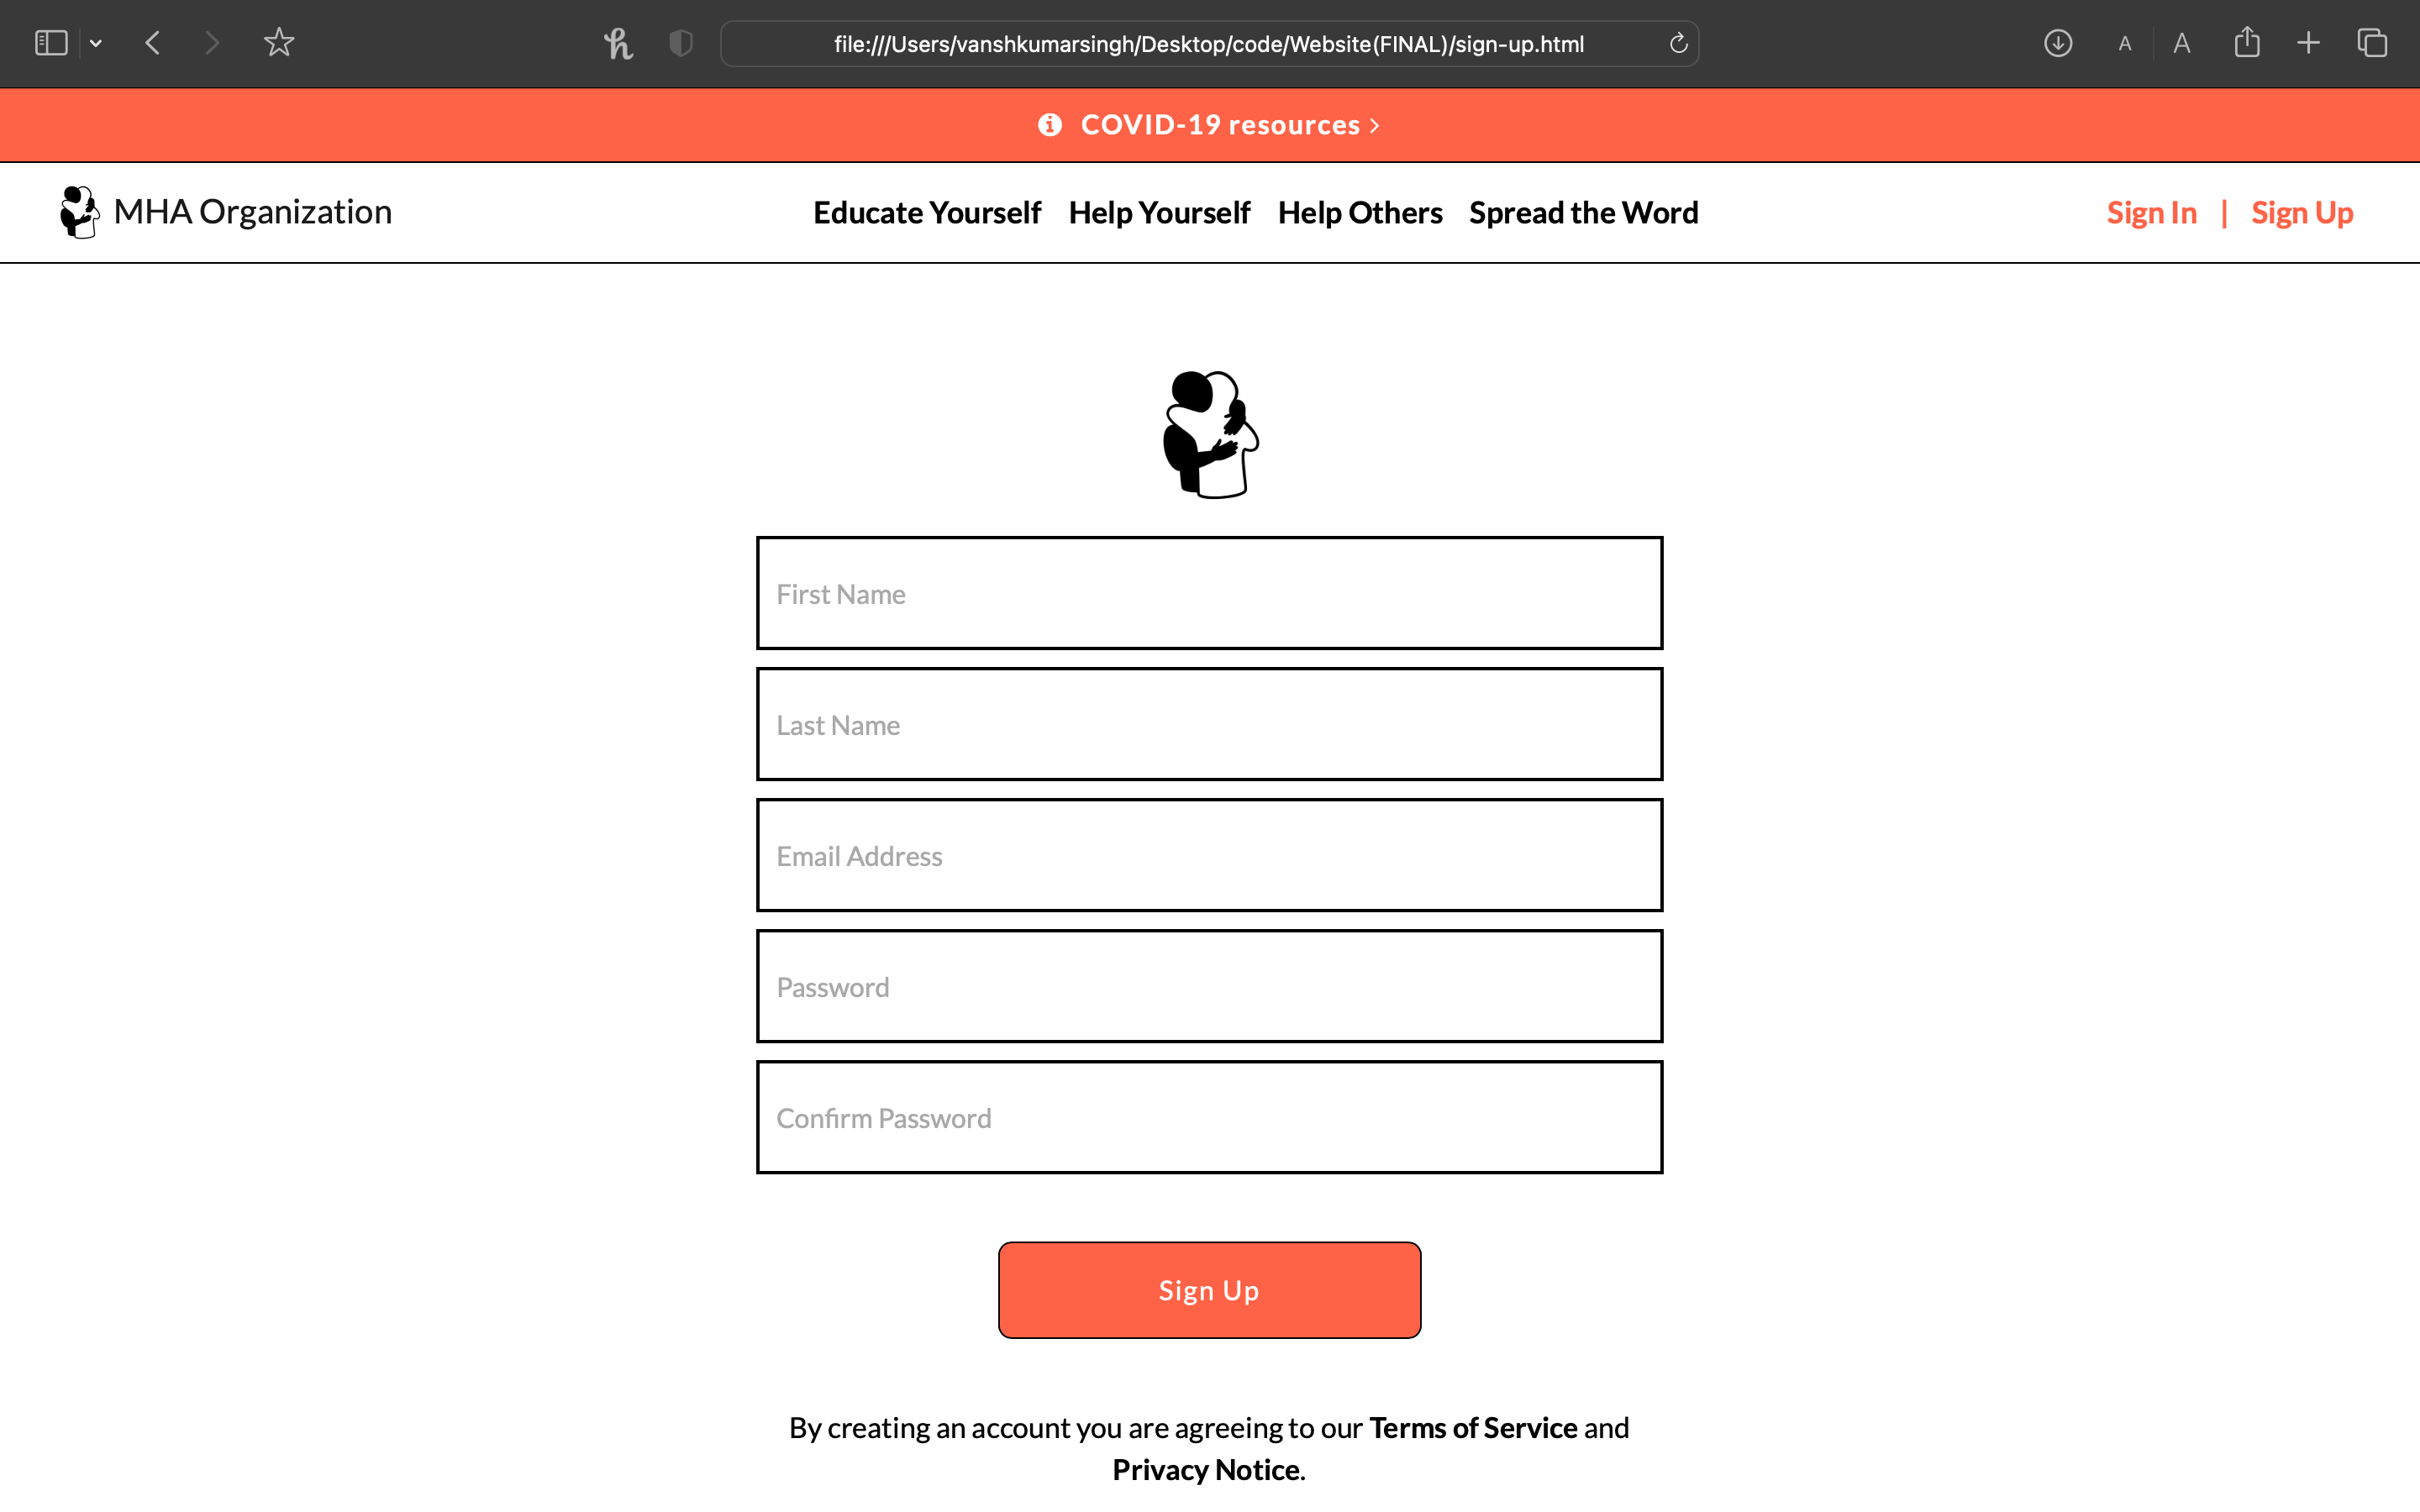 file:///Users/vanshkumarsingh/Desktop/code/Website(FINAL)/sign-up.html
A A
COVID-19 resources >
MHA Organization Educate Yourself Help Yourself Help Others Spread the Word Sign In | Sign Up
First Name
Last Name
Email Address
Password
Confirm Password
Sign Up
By creating an account you are agreeing to our Terms of Service and
Privacy Notice.